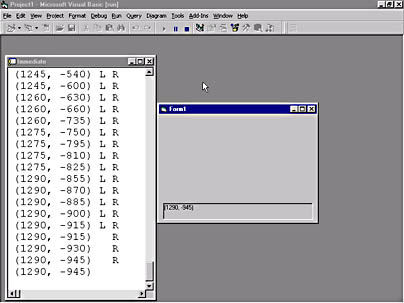 Project1 - Microsoft Visual Basic [run]
File Edit View Project Format Debug Run Query Diagram Tools Add-Ins Window Help
Immediate
(1245, -540) L R
(1245, -600) L R
(1260, -630) L R
(1260, -660) L R
(1260, -735) L R
(1275, -750) L R
(1275, -795) L R
(1275, -810) L R
(1275, -825) L R
(1290, -855) L R
(1290, -870) L R
(1290, -885) L R
(1290, -900) L R
(1290, -915) L R
(1290, -915) R
(1290, -930) R
(1290, -945) R
(1290, -945)
Form1
(1290, -945)